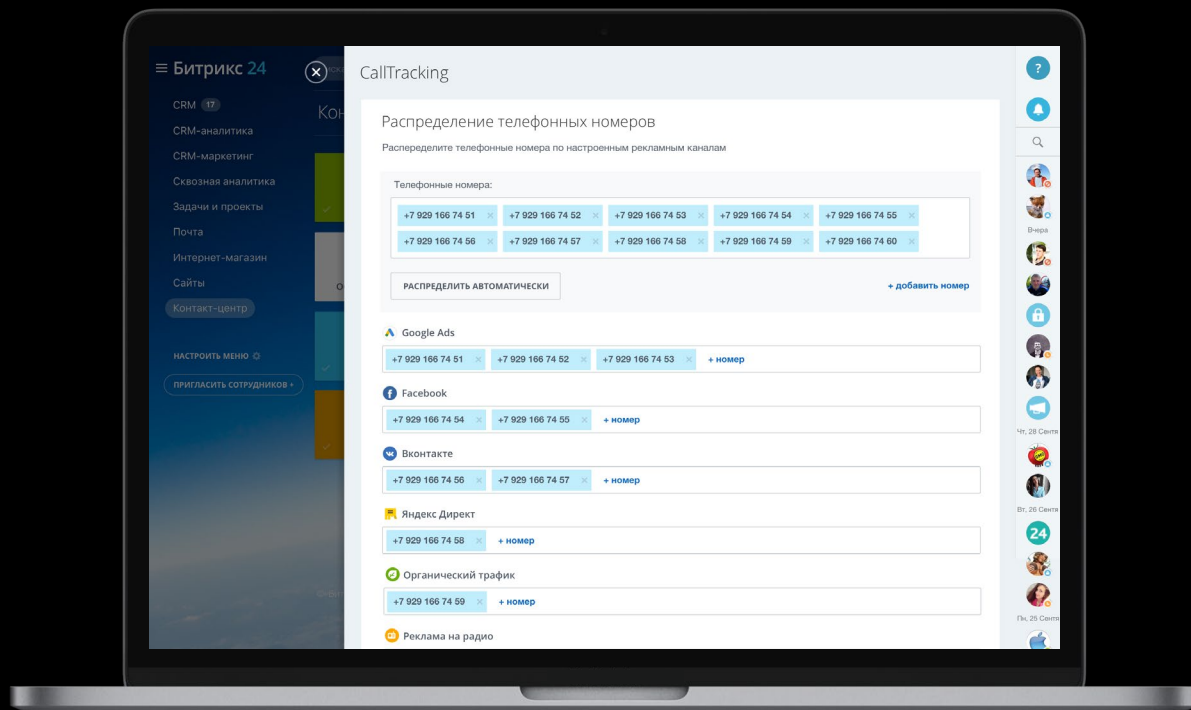 Битрикс 24
CRM 17
CRM-аналитика
CRM-маркетинг
Сквозная аналитика
Задачи и проекты
Почта
Интернет-магазин
Сайты
Контакт-центр
НАСТРОИТЬ МЕНЮ
ПРИГЛАСИТЬ СОТРУДНИКОВ +
CallTracking
Распределение телефонных номеров
Распеределите телефонные номера по настроенным рекламным каналам
Телефонные номера:
+7 929 166 74 51 × +7 929 166 74 52 × +7 929 166 74 53 × +7 929 166 74 54 × +7 929 166 74 55 ×
+7 929 166 74 56 × +7 929 166 74 57 × +7 929 166 74 58 × +7 929 166 74 59 × +7 929 166 74 60 ×
РАСПРЕДЕЛИТЬ АВТОМАТИЧЕСКИ + добавить номер
Google Ads
+7 929 166 74 51 × +7 929 166 74 52 × +7 929 166 74 53 × + номер
Facebook
+7 929 166 74 54 × +7 929 166 74 55 × + номер
Вконтакте
+7 929 166 74 56 × +7 929 166 74 57 × + номер
Яндекс Директ
+7 929 166 74 58 × + номер
Органический трафик
+7 929 166 74 59 × + номер
Реклама на радио
?
Вчера
Чт, 28 Сентя
Вт, 26 Сентя
24
Пн, 25 Сентя